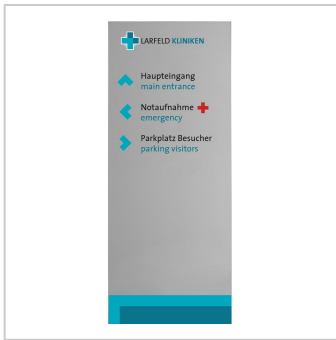 LARFELD KLINIKEN
Haupteingang
main entrance
Notaufnahme
emergency
Parkplatz Besucher
parking visitors